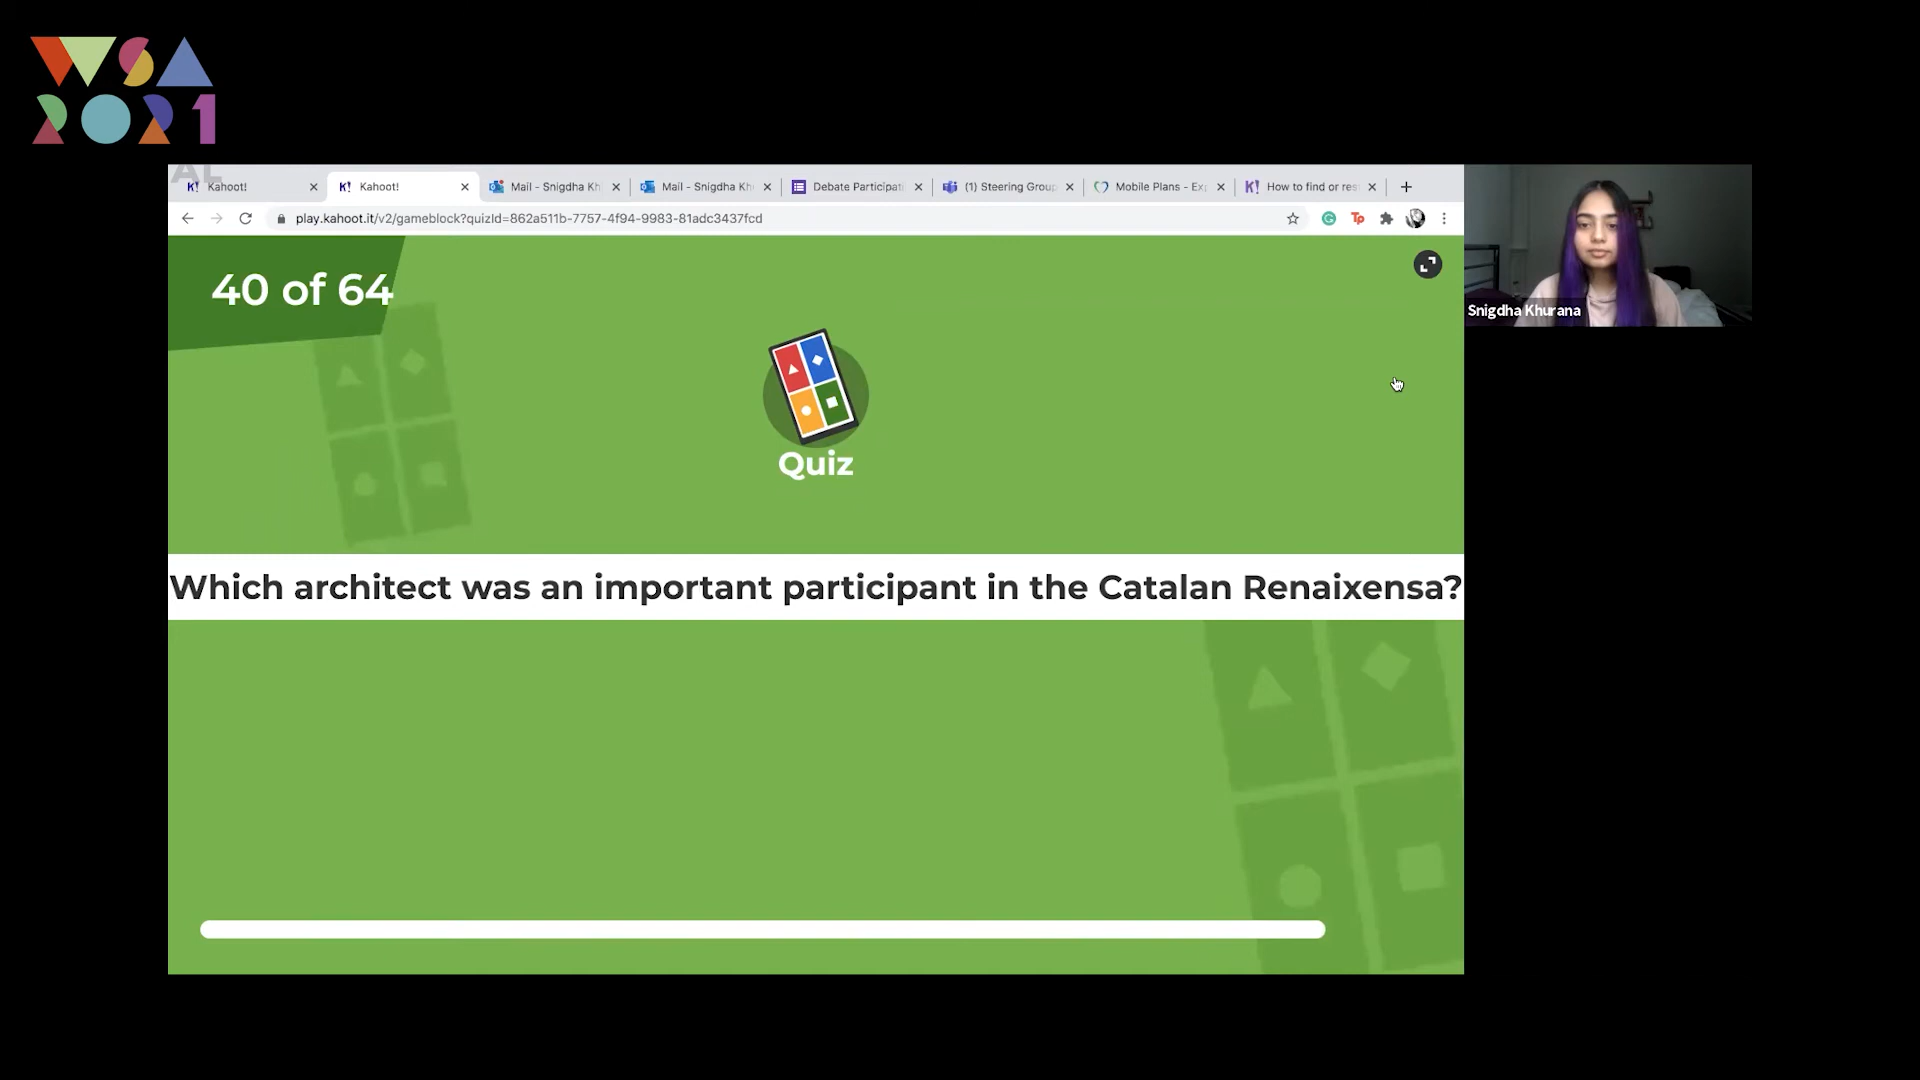 WSA
2021
AL
Kahoot!
Kahoot!
Mail - Snigdha Kh
Mail - Snigdha Kh
Debate Participati
(1) Steering Group
Mobile Plans - Ex
How to find or res
play.kahoot.it/v2/gameblock?quizId=862a511b-7757-4f94-9983-81adc3437fcd
40 of 64
Quiz
Snigdha Khurana
Which architect was an important participant in the Catalan Renaixensa?